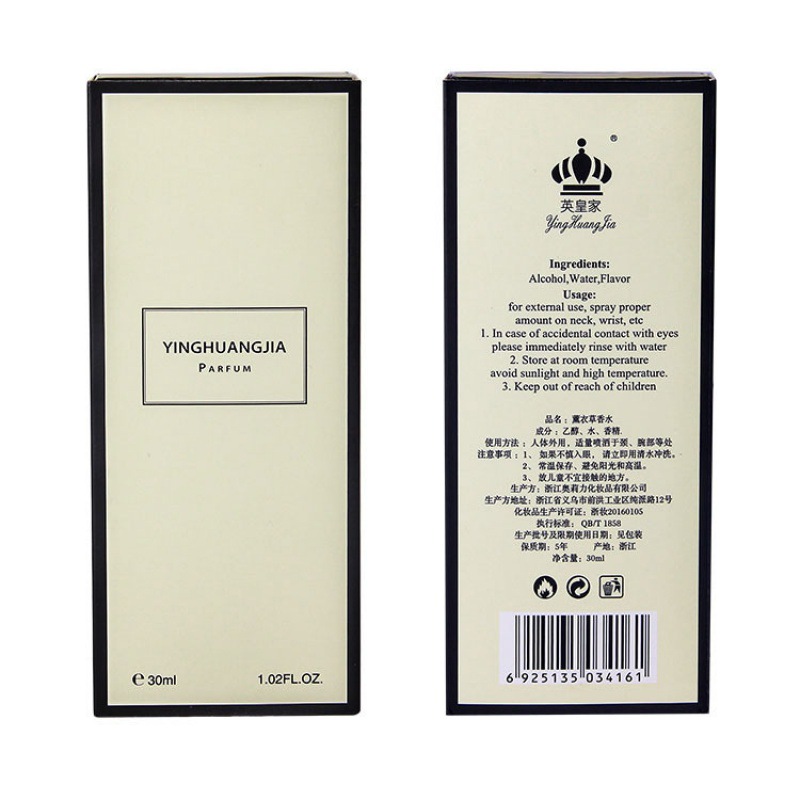 YINGHUANGJIA
PARFUM
℮ 30ml 1.02FL.OZ.
®
英皇家
YingHuangJia
Ingredients:
Alcohol,Water,Flavor
Usage:
for external use, spray proper
amount on neck, wrist, etc
1. In case of accidental contact with eyes
please immediately rinse with water
2. Store at room temperature
avoid sunlight and high temperature.
3. Keep out of reach of children
品名：薰衣草香水
成分：乙醇、水、香精
使用方法：人体外用，适量喷洒于颈、腕部等处
注意事项：1、如果不慎入眼，请立即用清水冲洗。
2、常温保存、避免阳光和高温。
3、放儿童不宜接触的地方。
生产方：浙江奥莉力化妆品有限公司
生产方地址：浙江省义乌市前洪工业区纯派路12号
化妆品生产许可证：浙妆20160105
执行标准：QB/T 1858
生产批号及限期使用日期：见包装
保质期：5年 产地：浙江
净含量：30ml
6 925135 034161